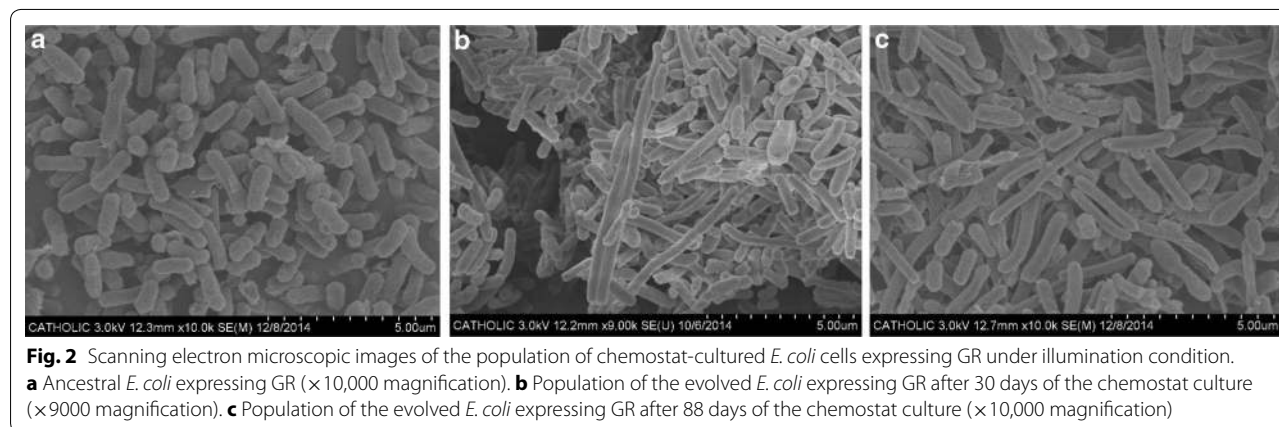 a
b
c
CATHOLIC 3.0kV 12.3mm x10.0k SE(M) 12/8/2014 5.00um
CATHOLIC 3.0kV 12.2mm x9.00k SE(U) 10/6/2014 5.00um
CATHOLIC 3.0kV 12.7mm x10.0k SE(M) 12/8/2014 5.00um
Fig. 2 Scanning electron microscopic images of the population of chemostat-cultured E. coli cells expressing GR under illumination condition.
a Ancestral E. coli expressing GR (×10,000 magnification). b Population of the evolved E. coli expressing GR after 30 days of the chemostat culture
(×9000 magnification). c Population of the evolved E. coli expressing GR after 88 days of the chemostat culture (×10,000 magnification)